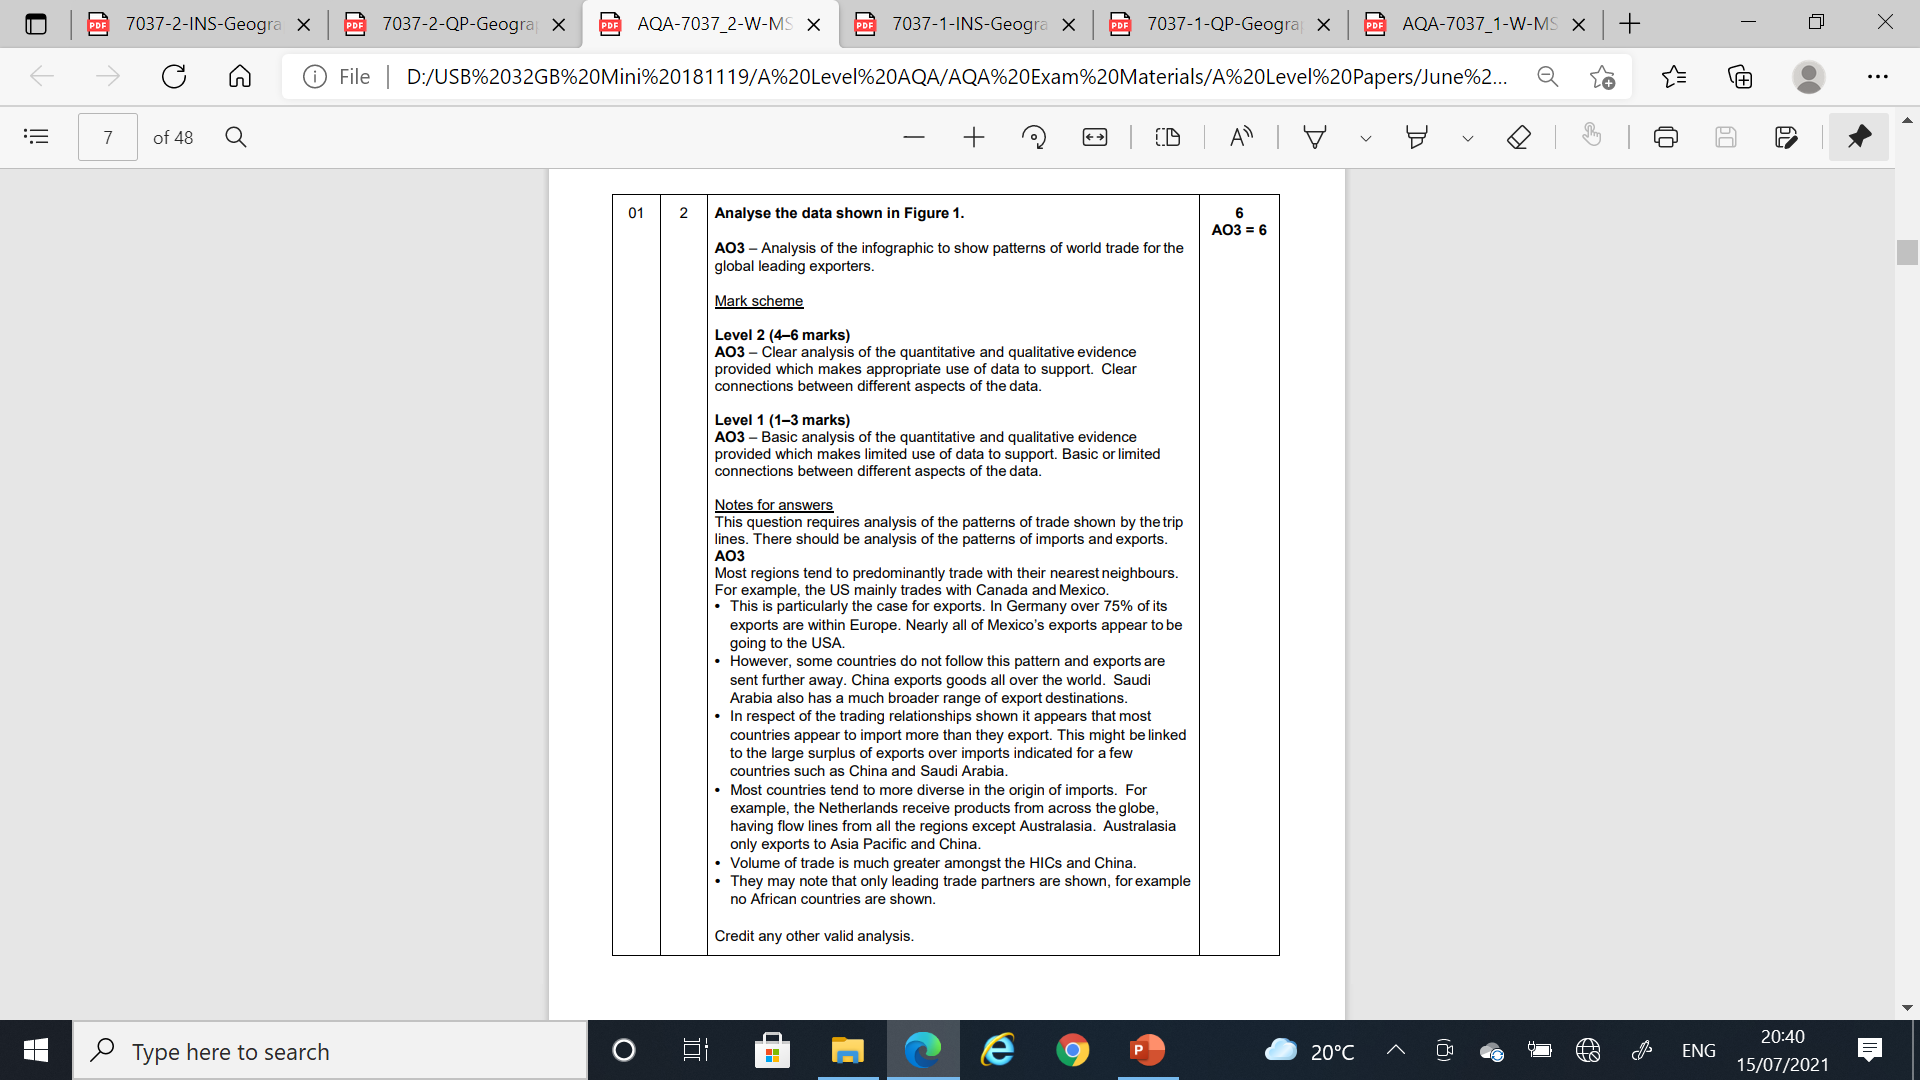 7037-2-INS-Geogra
7037-2-QP-Geogra
AQA-7037_2-W-MS
7037-1-INS-Geogra
7037-1-QP-Geogra
AQA-7037_1-W-MS
File
D:/USB%2032GB%20Mini%20181119/A%20Level%20AQA/AQA%20Exam%20Materials/A%20Level%20Papers/June%2...
7 of 48
01 2 Analyse the data shown in Figure 1. 6
AO3 = 6
AO3 – Analysis of the infographic to show patterns of world trade for the
global leading exporters.
Mark scheme
Level 2 (4–6 marks)
AO3 – Clear analysis of the quantitative and qualitative evidence
provided which makes appropriate use of data to support. Clear
connections between different aspects of the data.
Level 1 (1–3 marks)
AO3 – Basic analysis of the quantitative and qualitative evidence
provided which makes limited use of data to support. Basic or limited
connections between different aspects of the data.
Notes for answers
This question requires analysis of the patterns of trade shown by the trip
lines. There should be analysis of the patterns of imports and exports.
AO3
Most regions tend to predominantly trade with their nearest neighbours.
For example, the US mainly trades with Canada and Mexico.
• This is particularly the case for exports. In Germany over 75% of its
exports are within Europe. Nearly all of Mexico's exports appear to be
going to the USA.
• However, some countries do not follow this pattern and exports are
sent further away. China exports goods all over the world. Saudi
Arabia also has a much broader range of export destinations.
• In respect of the trading relationships shown it appears that most
countries appear to import more than they export. This might be linked
to the large surplus of exports over imports indicated for a few
countries such as China and Saudi Arabia.
• Most countries tend to more diverse in the origin of imports. For
example, the Netherlands receive products from across the globe,
having flow lines from all the regions except Australasia. Australasia
only exports to Asia Pacific and China.
• Volume of trade is much greater amongst the HICs and China.
• They may note that only leading trade partners are shown, for example
no African countries are shown.
Credit any other valid analysis.
Type here to search
20°C
ENG
20:40
15/07/2021